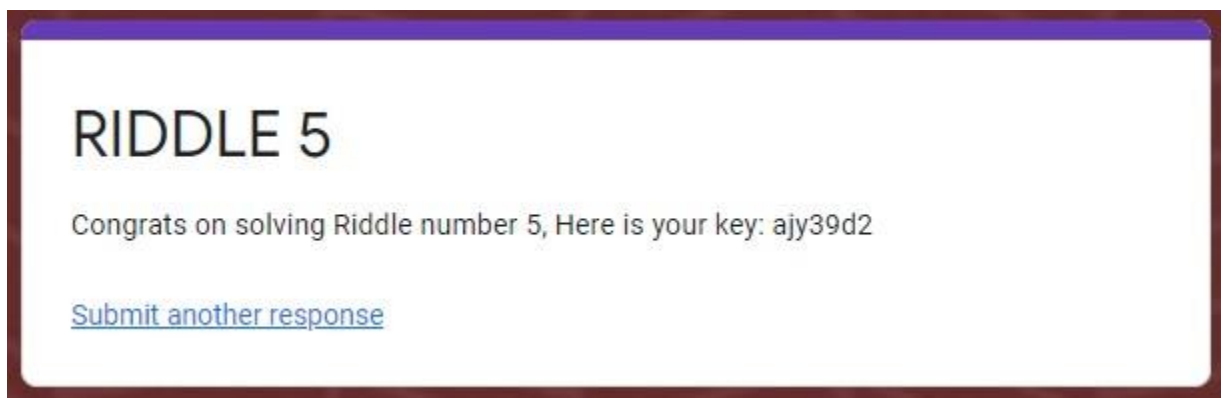 RIDDLE 5
Congrats on solving Riddle number 5, Here is your key: ajy39d2
Submit another response